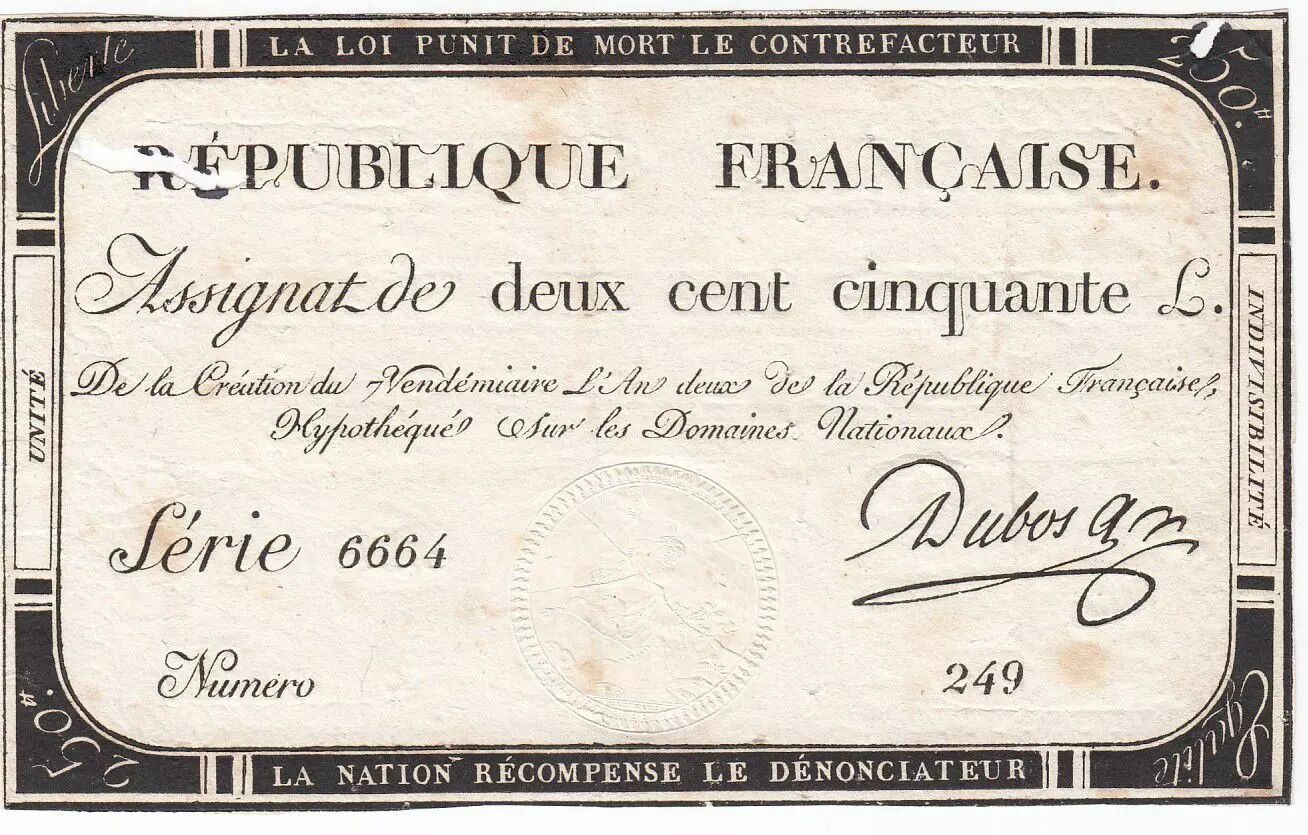 LA LOI PUNIT DE MORT LE CONTREFACTEUR
Liberté
250.
RÉPUBLIQUE FRANÇAISE.
Assignat de deux cent cinquante L.
De la Création du 7 Vendémiaire L'An deux de la République Française,
Hypothéqué Sur les Domaines Nationaux.
UNITÉ
INDIVISIBILITÉ
Série 6664
Numéro 249
250.
Egalité
LA NATION RÉCOMPENSE LE DÉNONCIATEUR